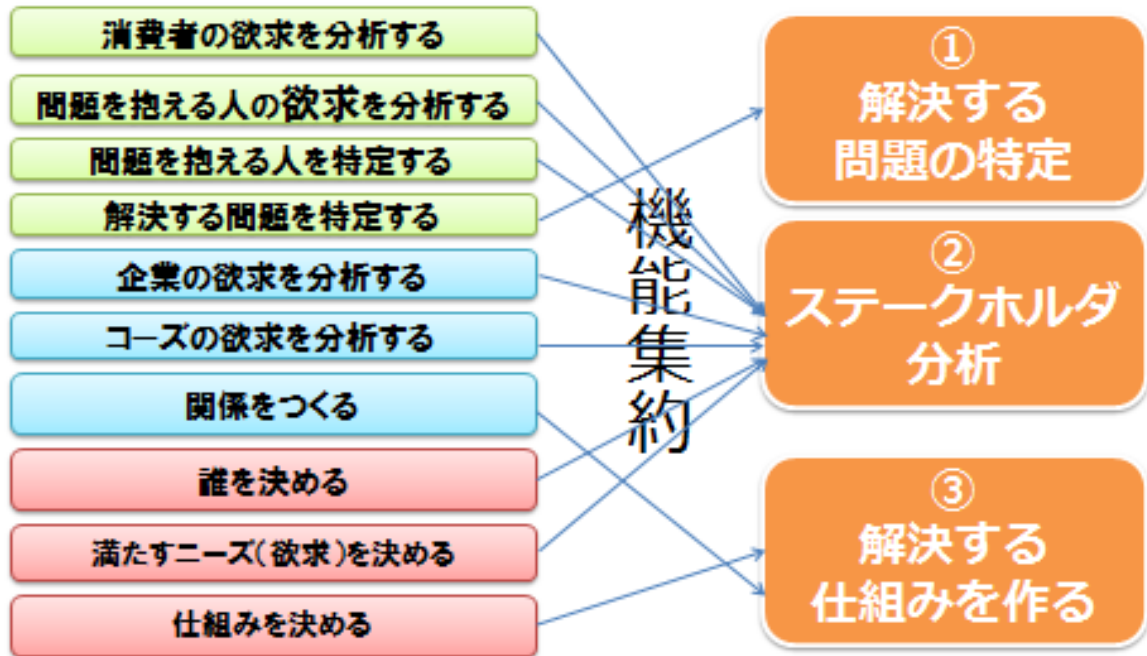 消費者の欲求を分析する
問題を抱える人の欲求を分析する
問題を抱える人を特定する
解決する問題を特定する
企業の欲求を分析する
コーズの欲求を分析する
関係をつくる
誰を決める
満たすニーズ(欲求)を決める
仕組みを決める
機能集約
①
解決する
問題の特定
②
ステークホルダ
分析
③
解決する
仕組みを作る